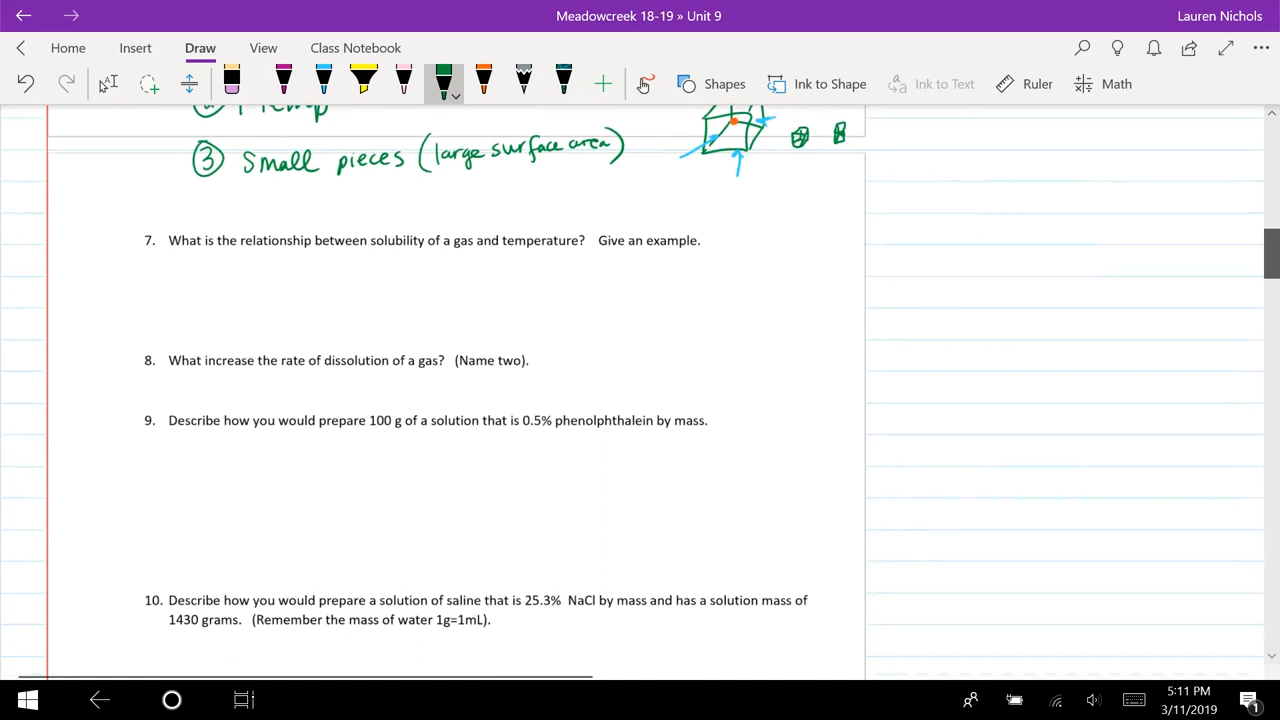 Meadowcreek 18-19 » Unit 9
Lauren Nichols
Home Insert Draw View Class Notebook
Shapes Ink to Shape Ink to Text Ruler Math
Temp
③ Small pieces (large surface area)
7. What is the relationship between solubility of a gas and temperature? Give an example.
8. What increase the rate of dissolution of a gas? (Name two).
9. Describe how you would prepare 100 g of a solution that is 0.5% phenolphthalein by mass.
10. Describe how you would prepare a solution of saline that is 25.3% NaCl by mass and has a solution mass of
1430 grams. (Remember the mass of water 1g=1mL).
5:11 PM
3/11/2019
1